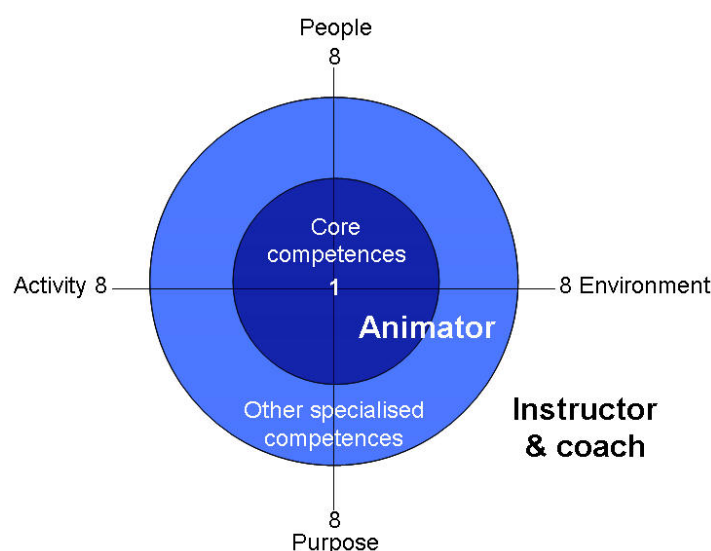 People
8
Core
competences
Activity 8
1
8 Environment
Animator
Other specialised
competences
Instructor
& coach
8
Purpose